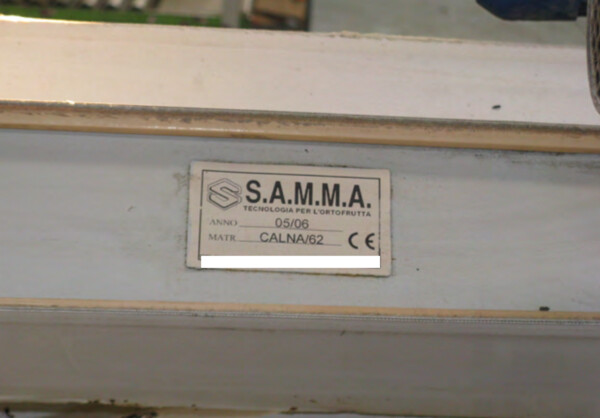 S.A.M.M.A.
TECNOLOGIA PER L'ORTOFRUTTA
ANNO 05/06
MATR. CALNA/62 CE